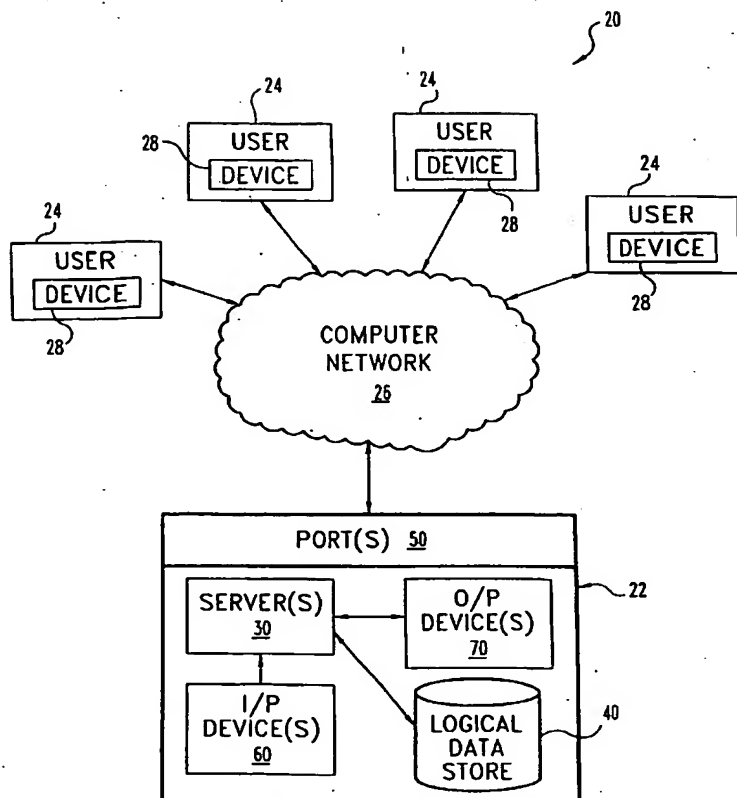 20
24
USER
28
DEVICE
24
USER
DEVICE
28
24
USER
DEVICE
28
24
USER
DEVICE
28
COMPUTER
NETWORK
26
PORT(S) 50
22
SERVER(S)
30
O/P
DEVICE(S)
70
I/P
DEVICE(S)
60
LOGICAL
DATA
STORE
40